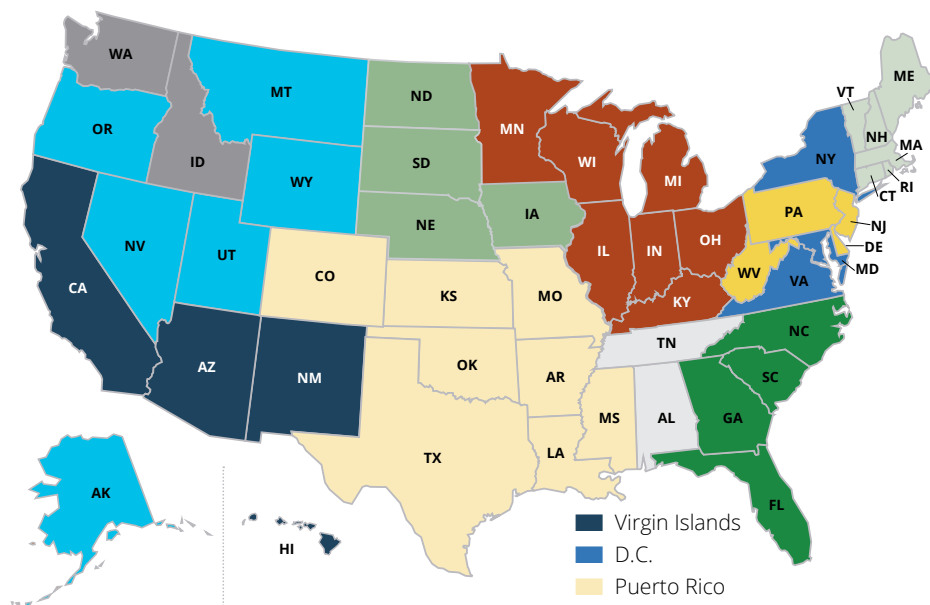 WA
ME
VT
MT
ND
OR
MN
NH
MA
WI
NY
ID
SD
MI
RI
WY
CT
PA
IA
NE
NJ
OH
NV
IL
IN
DE
UT
MD
WV
CO
VA
CA
KS
MO
KY
NC
TN
OK
AZ
NM
AR
SC
MS
AL
GA
LA
TX
AK
FL
Virgin Islands
HI
D.C.
Puerto Rico